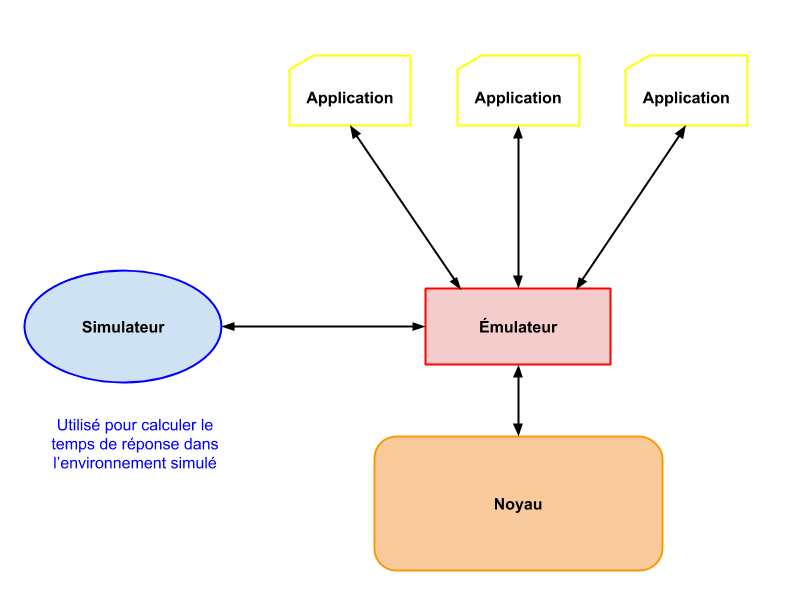 Application
Application
Application
Simulateur
Émulateur
Utilisé pour calculer le
temps de réponse dans
l'environnement simulé
Noyau